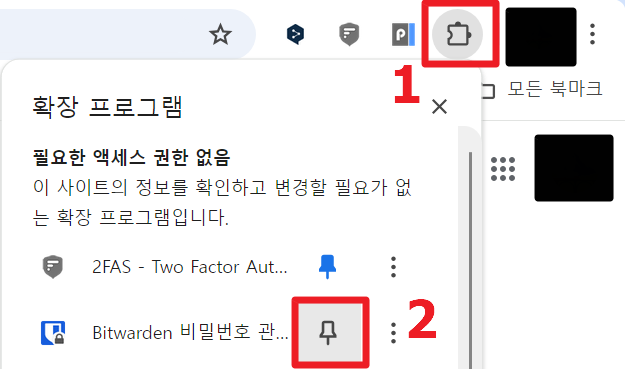 1
모든 북마크
확장 프로그램
필요한 액세스 권한 없음
이 사이트의 정보를 확인하고 변경할 필요가 없
는 확장 프로그램입니다.
2FAS - Two Factor Aut...
Bitwarden 비밀번호 관...
2